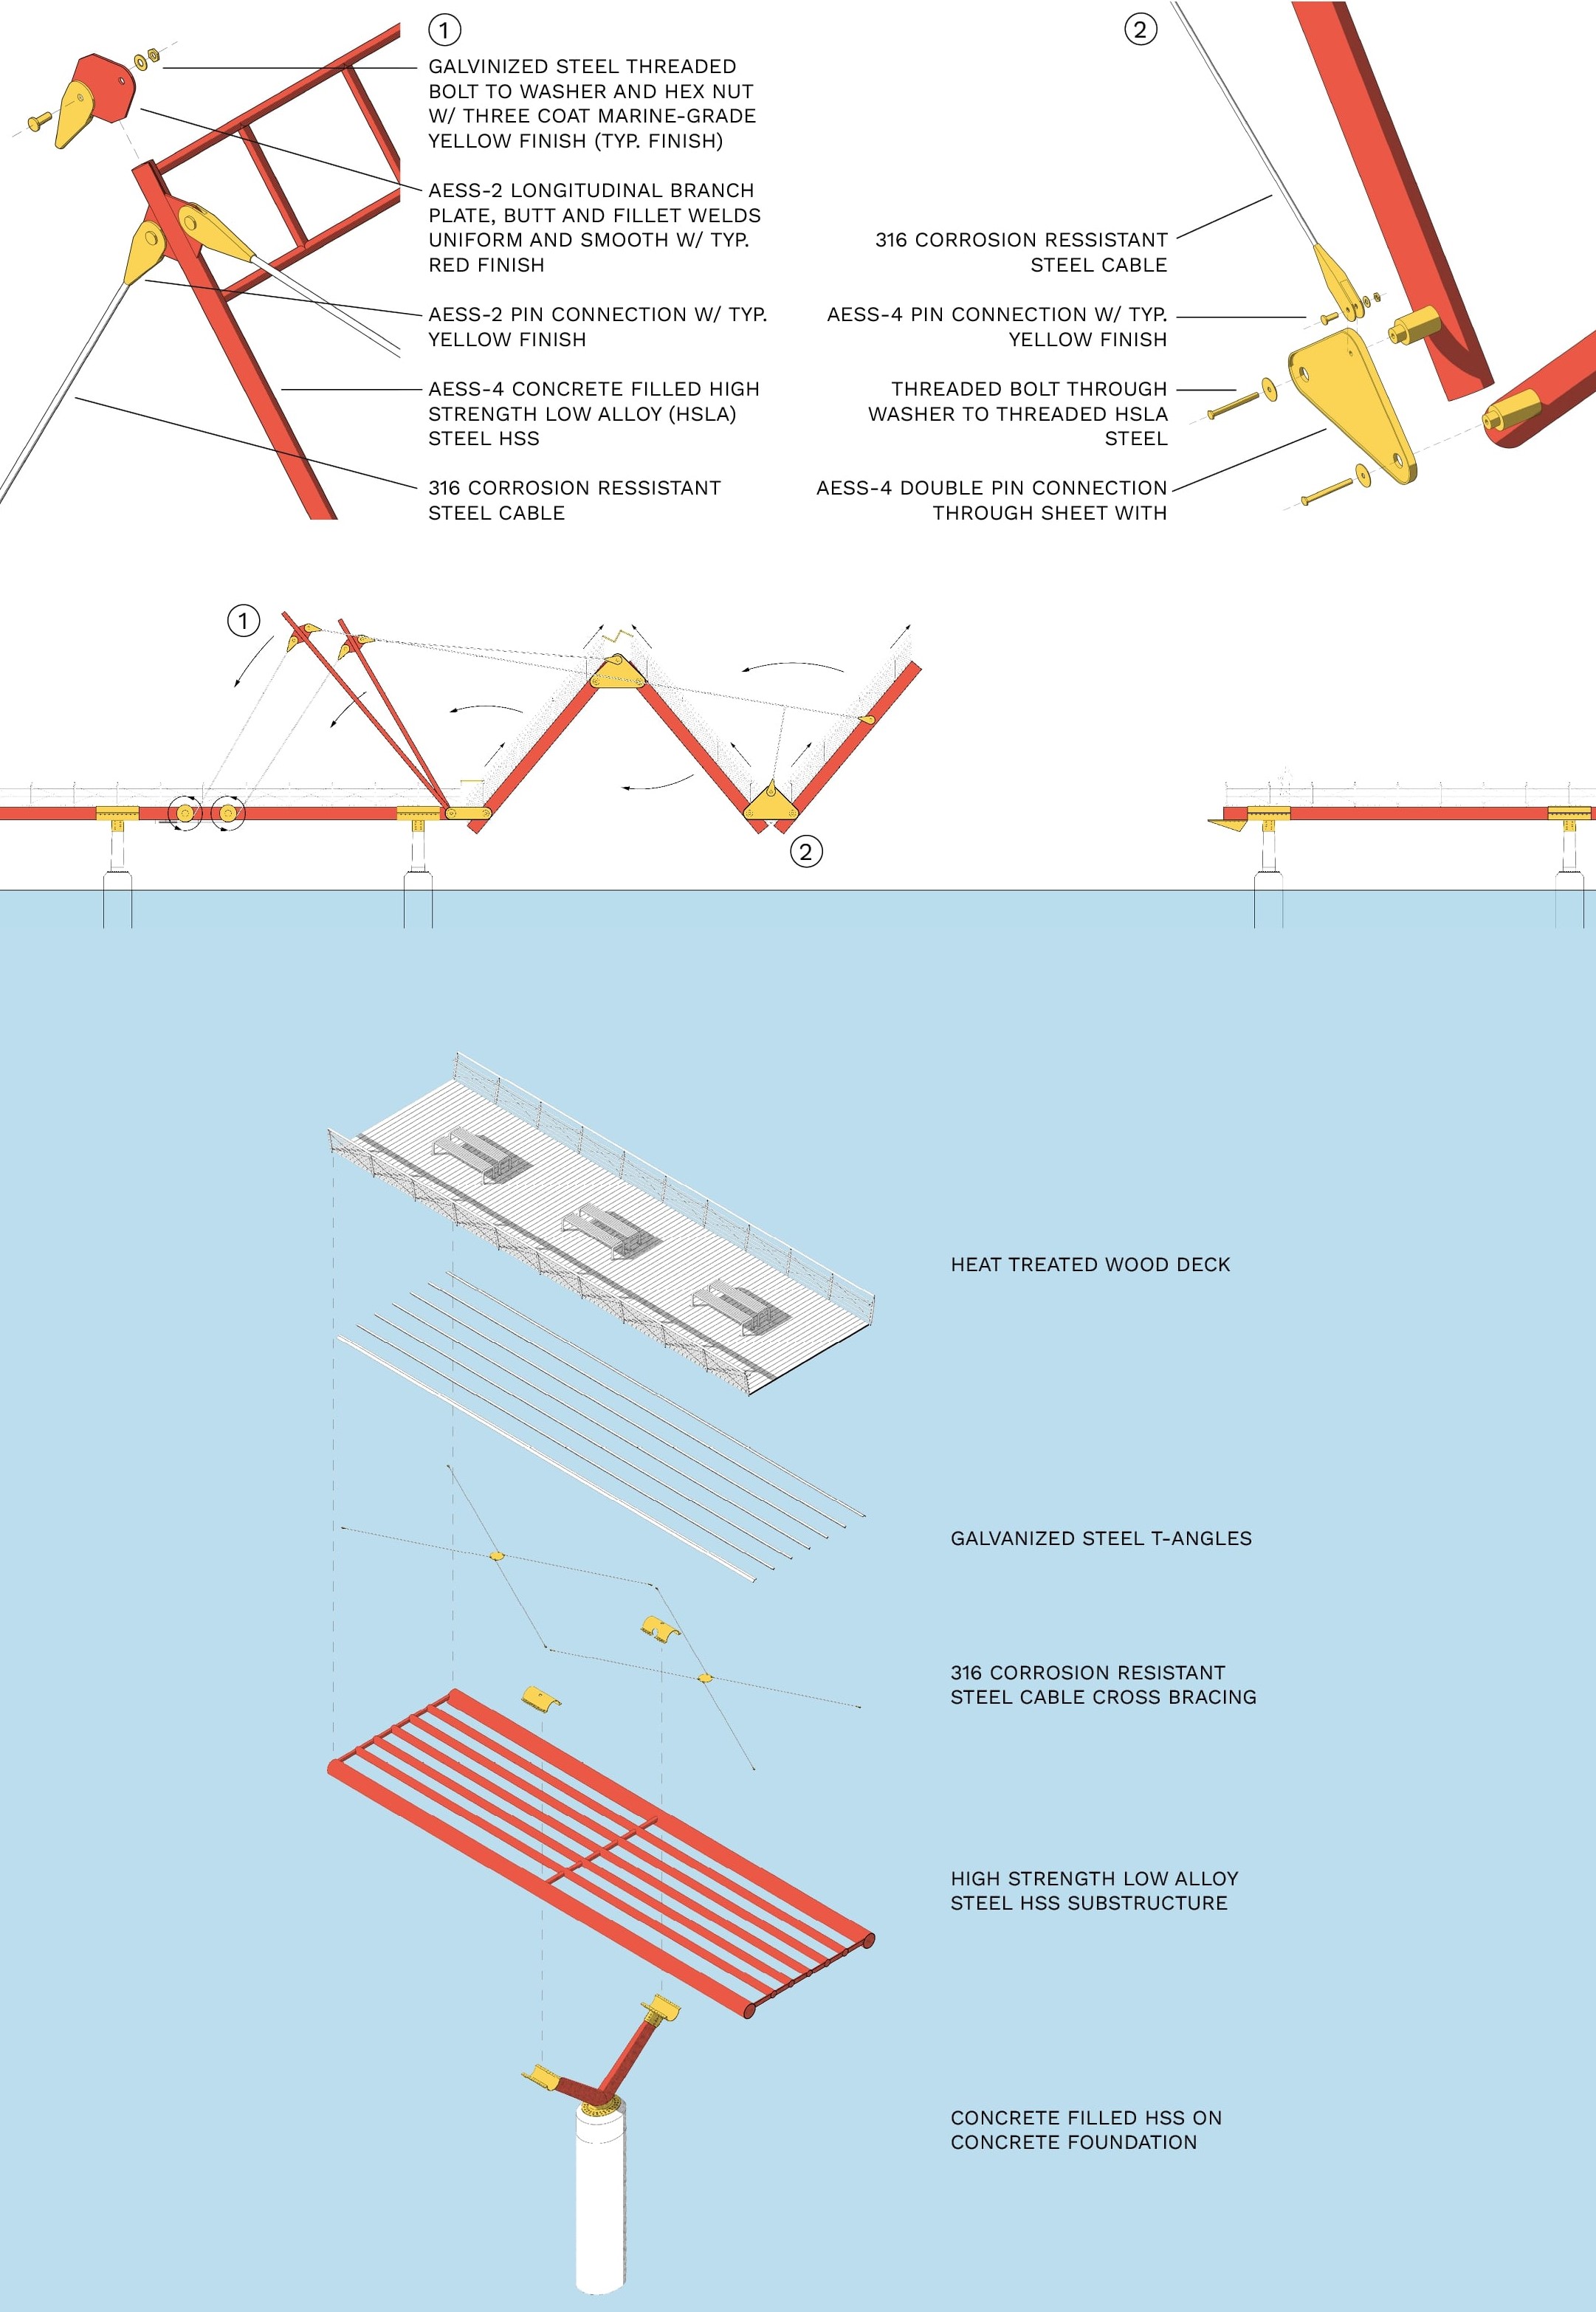 1
GALVINIZED STEEL THREADED
BOLT TO WASHER AND HEX NUT
W/ THREE COAT MARINE-GRADE
YELLOW FINISH (TYP. FINISH)
AESS-2 LONGITUDINAL BRANCH
PLATE, BUTT AND FILLET WELDS
UNIFORM AND SMOOTH W/ TYP.
RED FINISH
AESS-2 PIN CONNECTION W/ TYP.
YELLOW FINISH
AESS-4 CONCRETE FILLED HIGH
STRENGTH LOW ALLOY (HSLA)
STEEL HSS
316 CORROSION RESSISTANT
STEEL CABLE
2
316 CORROSION RESSISTANT
STEEL CABLE
AESS-4 PIN CONNECTION W/ TYP.
YELLOW FINISH
THREADED BOLT THROUGH
WASHER TO THREADED HSLA
STEEL
AESS-4 DOUBLE PIN CONNECTION
THROUGH SHEET WITH
1
2
HEAT TREATED WOOD DECK
GALVANIZED STEEL T-ANGLES
316 CORROSION RESISTANT
STEEL CABLE CROSS BRACING
HIGH STRENGTH LOW ALLOY
STEEL HSS SUBSTRUCTURE
CONCRETE FILLED HSS ON
CONCRETE FOUNDATION